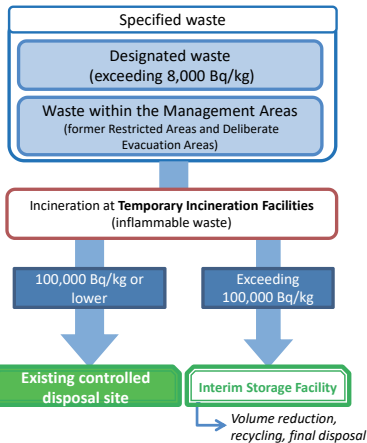 Specified waste
Designated waste
(exceeding 8,000 Bq/kg)
Waste within the Management Areas
(former Restricted Areas and Deliberate
Evacuation Areas)
Incineration at Temporary Incineration Facilities
(inflammable waste)
100,000 Bq/kg or
lower
Exceeding
100,000 Bq/kg
Existing controlled
disposal site
Interim Storage Facility
Volume reduction,
recycling, final disposal